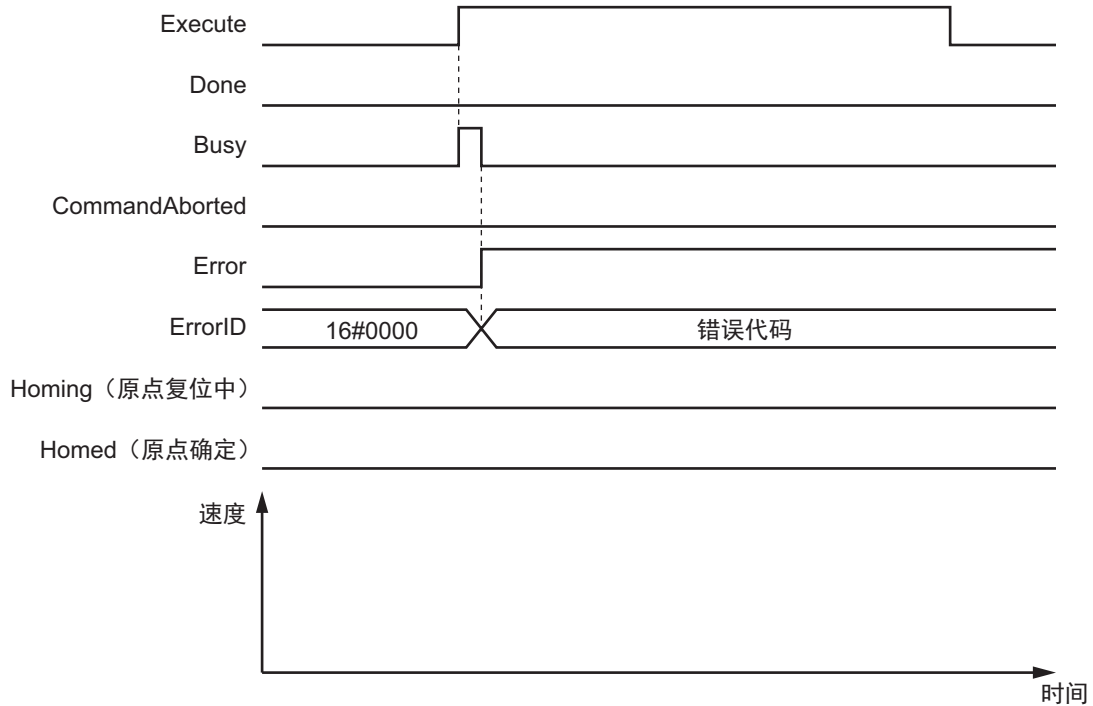 Execute
Done
Busy
CommandAborted
Error
ErrorID
16#0000
错误代码
Homing（原点复位中）
Homed（原点确定）
速度
时间